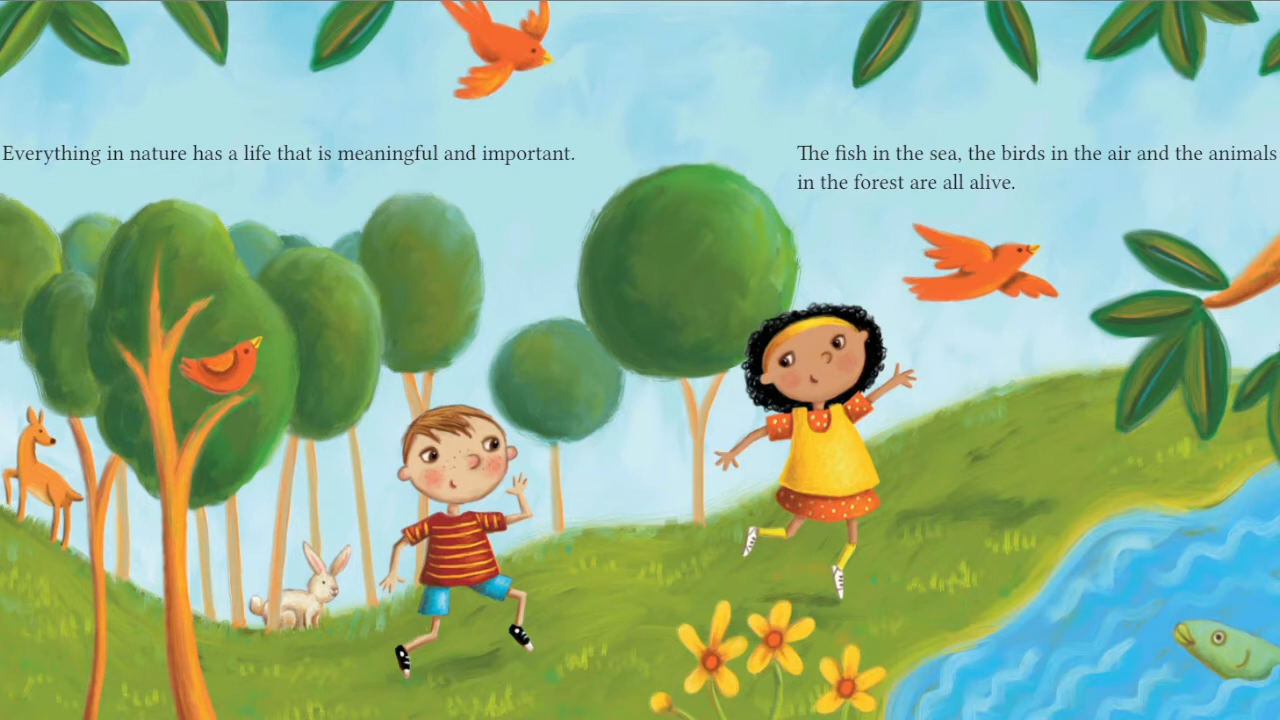 Everything in nature has a life that is meaningful and important.
The fish in the sea, the birds in the air and the animals
in the forest are all alive.